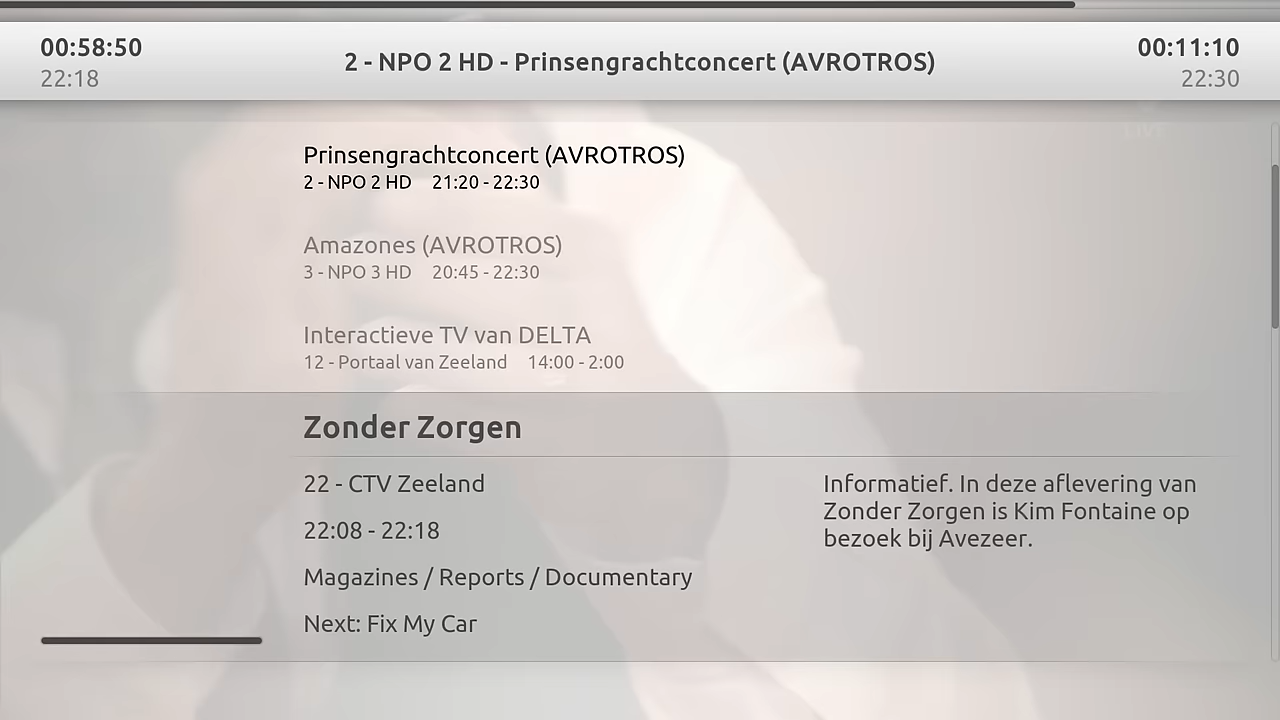 00:58:50
22:18
2 - NPO 2 HD - Prinsengrachtconcert (AVROTROS)
00:11:10
22:30
Prinsengrachtconcert (AVROTROS)
2 - NPO 2 HD 21:20 - 22:30
Amazones (AVROTROS)
3 - NPO 3 HD 20:45 - 22:30
Interactieve TV van DELTA
12 - Portaal van Zeeland 14:00 - 2:00
Zonder Zorgen
22 - CTV Zeeland
22:08 - 22:18
Magazines / Reports / Documentary
Next: Fix My Car
Informatief. In deze aflevering van
Zonder Zorgen is Kim Fontaine op
bezoek bij Avezeer.